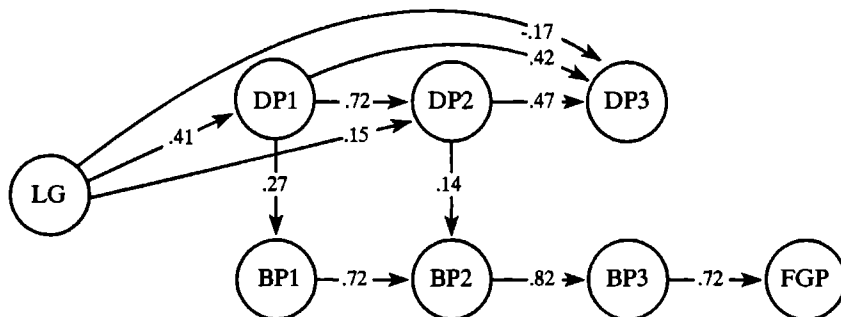 -.17
.42
DP1 .72 DP2 .47 DP3
.41 .15
LG .27 .14
BP1 .72 BP2 .82 BP3 .72 FGP